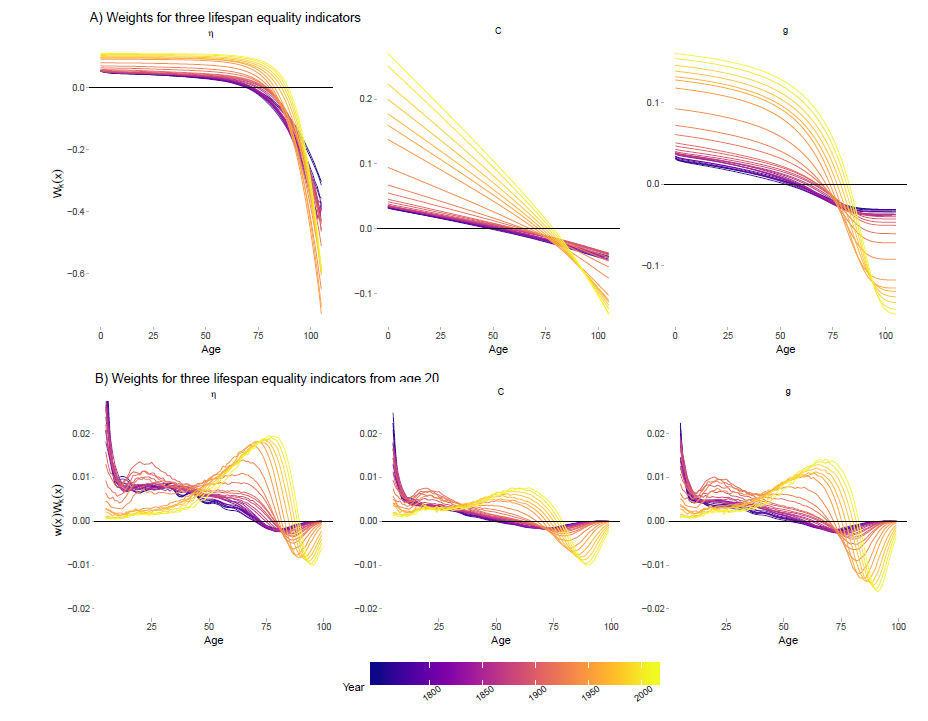 A) Weights for three lifespan equality indicators
η C g
0.0 0.2 0.1
−0.2 0.1 0.0
−0.4 0.0 −0.1
−0.6 −0.1
Wκ(x)
0 25 50 75 100 0 25 50 75 100 0 25 50 75 100
Age Age Age
B) Weights for three lifespan equality indicators from age 20
η C g
0.02 0.02 0.02
0.01 0.01 0.01
0.00 0.00 0.00
−0.01 −0.01 −0.01
−0.02 −0.02 −0.02
w(x)Wκ(x)
25 50 75 100 25 50 75 100 25 50 75 100
Age Age Age
Year 1800 1850 1900 1950 2000